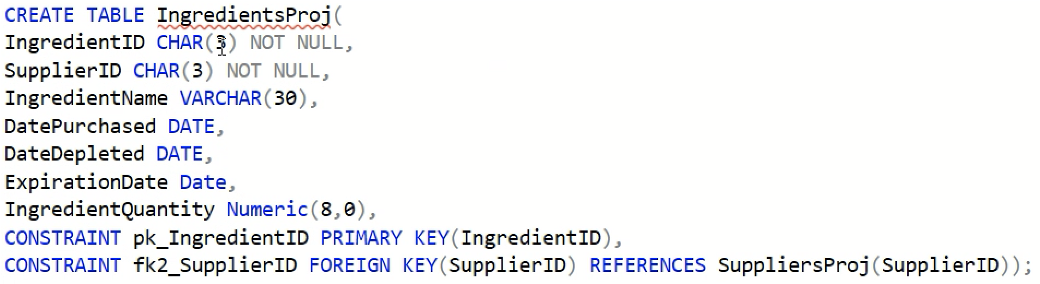 CREATE TABLE IngredientsProj(
IngredientID CHAR(3) NOT NULL,
SupplierID CHAR(3) NOT NULL,
IngredientName VARCHAR(30),
DatePurchased DATE,
DateDepleted DATE,
ExpirationDate Date,
IngredientQuantity Numeric(8,0),
CONSTRAINT pk_IngredientID PRIMARY KEY(IngredientID),
CONSTRAINT fk2_SupplierID FOREIGN KEY(SupplierID) REFERENCES SuppliersProj(SupplierID));